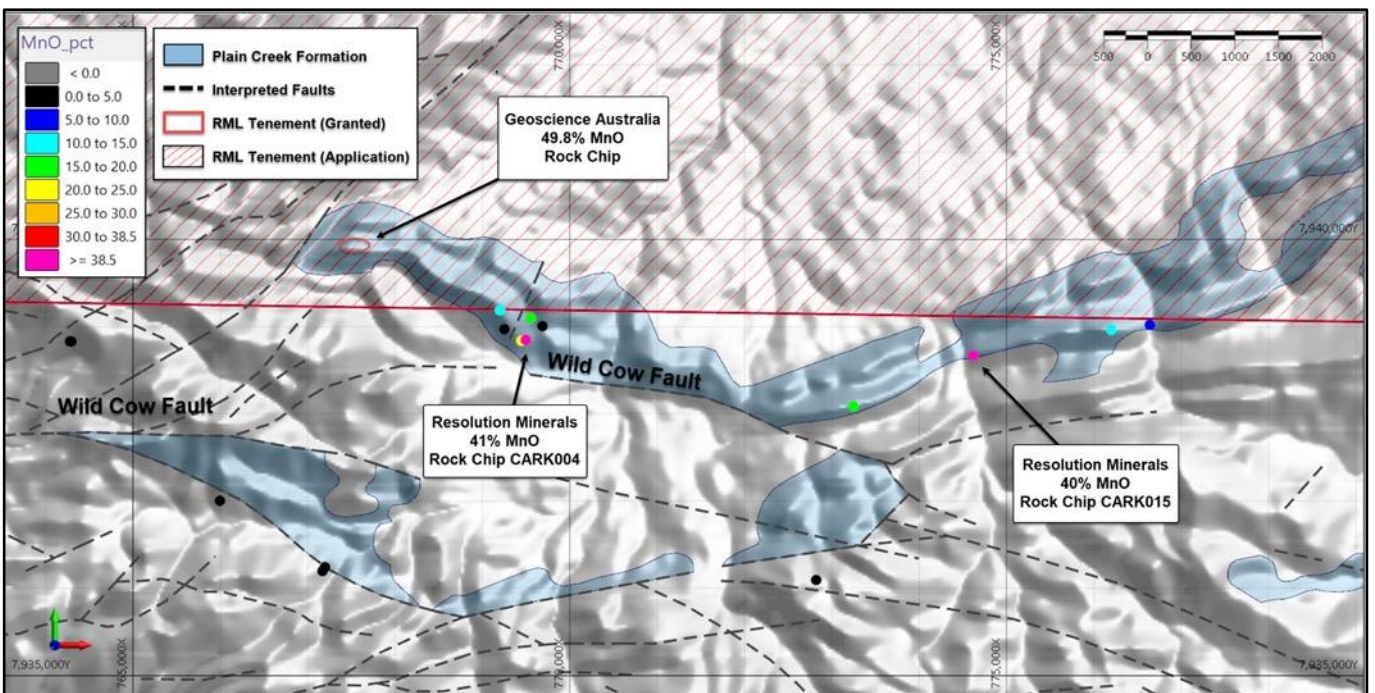 MnO_pct
< 0.0
0.0 to 5.0
5.0 to 10.0
10.0 to 15.0
15.0 to 20.0
20.0 to 25.0
25.0 to 30.0
30.0 to 38.5
>= 38.5
Plain Creek Formation
Interpreted Faults
RML Tenement (Granted)
RML Tenement (Application)
770,000X
775,000X
500 0 500 1000 1500 2000
Geoscience Australia
49.8% MnO
Rock Chip
7,940,000Y
Wild Cow Fault
Wild Cow Fault
Resolution Minerals
41% MnO
Rock Chip CARK004
Resolution Minerals
40% MnO
Rock Chip CARK015
7,935,000Y
765,000X
770,000X
775,000X
7,935,000Y